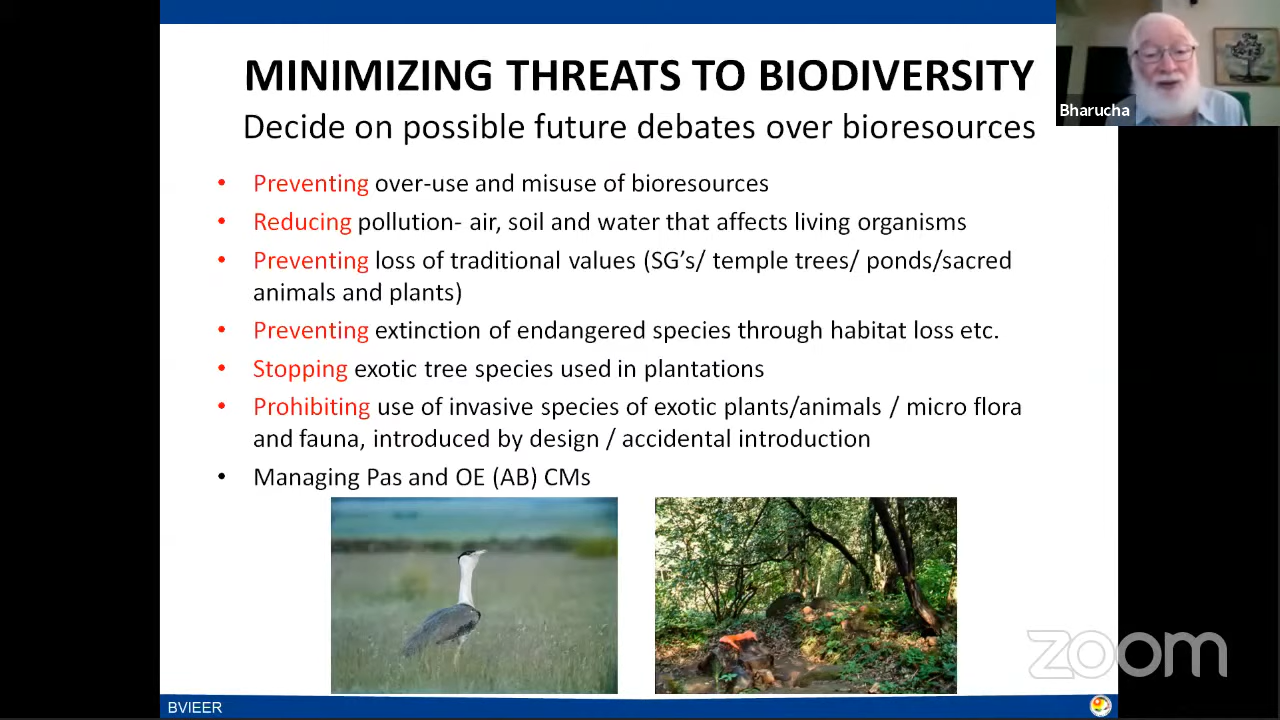 MINIMIZING THREATS TO BIODIVERSITY
Decide on possible future debates over bioresources
• Preventing over-use and misuse of bioresources
• Reducing pollution- air, soil and water that affects living organisms
• Preventing loss of traditional values (SG's/ temple trees/ ponds/sacred
animals and plants)
• Preventing extinction of endangered species through habitat loss etc.
• Stopping exotic tree species used in plantations
• Prohibiting use of invasive species of exotic plants/animals / micro flora
and fauna, introduced by design / accidental introduction
• Managing Pas and OE (AB) CMs
Bharucha
zoom
BVIEER